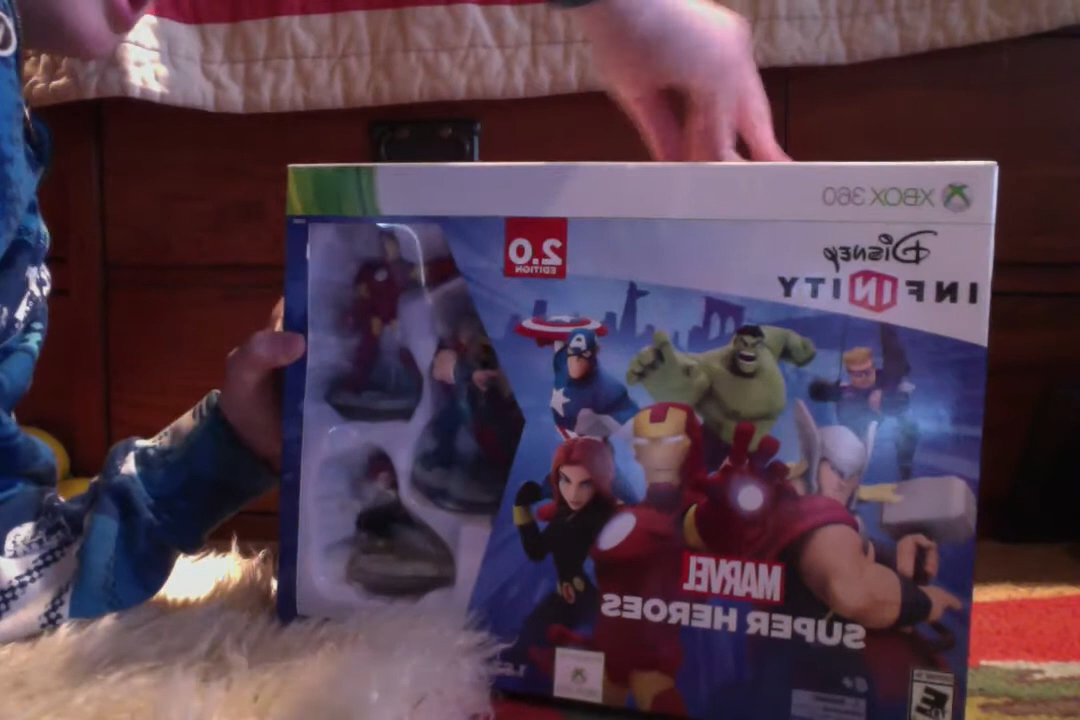 XBOX 360
Disney
INFINITY
2.0
EDITION
A
MARVEL
SUPER HEROES
E